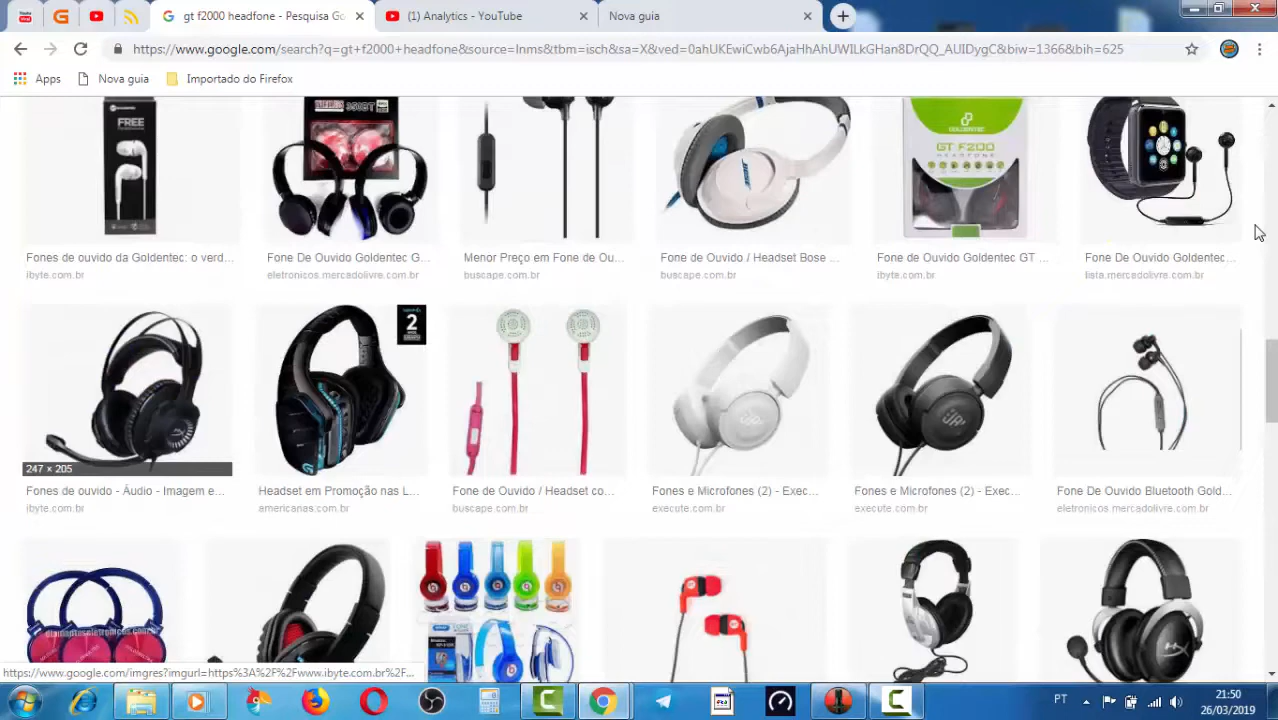 gt f2000 headfone - Pesquisa Go
(1) Analytics - YouTube
Nova guia
https://www.google.com/search?q=gt+f2000+headfone&source=lnms&tbm=isch&sa=X&ved=0ahUKEwiCwb6AjaHhAhUWILkGHan8DrQQ_AUIDygC&biw=1366&bih=625
Apps
Nova guia
Importado do Firefox
FREE
GOLDENTEC
GT F200
HEADFONE
Fones de ouvido da Goldentec: o verd...
Fone De Ouvido Goldentec G...
Menor Preço em Fone de Ou...
Fone de Ouvido / Headset Bose ...
Fone de Ouvido Goldentec GT ...
Fone De Ouvido Goldentec...
ibyte.com.br
eletronicos.mercadolivre.com.br
buscape.com.br
buscape.com.br
ibyte.com.br
lista.mercadolivre.com.br
2
JBL
247 × 205
Fones de ouvido - Áudio - Imagem e...
Headset em Promoção nas L...
Fone de Ouvido / Headset co...
Fones e Microfones (2) - Exec...
Fones e Microfones (2) - Exec...
Fone De Ouvido Bluetooth Gold...
ibyte.com.br
americanas.com.br
buscape.com.br
execute.com.br
execute.com.br
eletronicos.mercadolivre.com.br
https://www.google.com/imgres?imgurl=https%3A%2F%2Fwww.ibyte.com.br%2F...
PT
21:50
26/03/2019